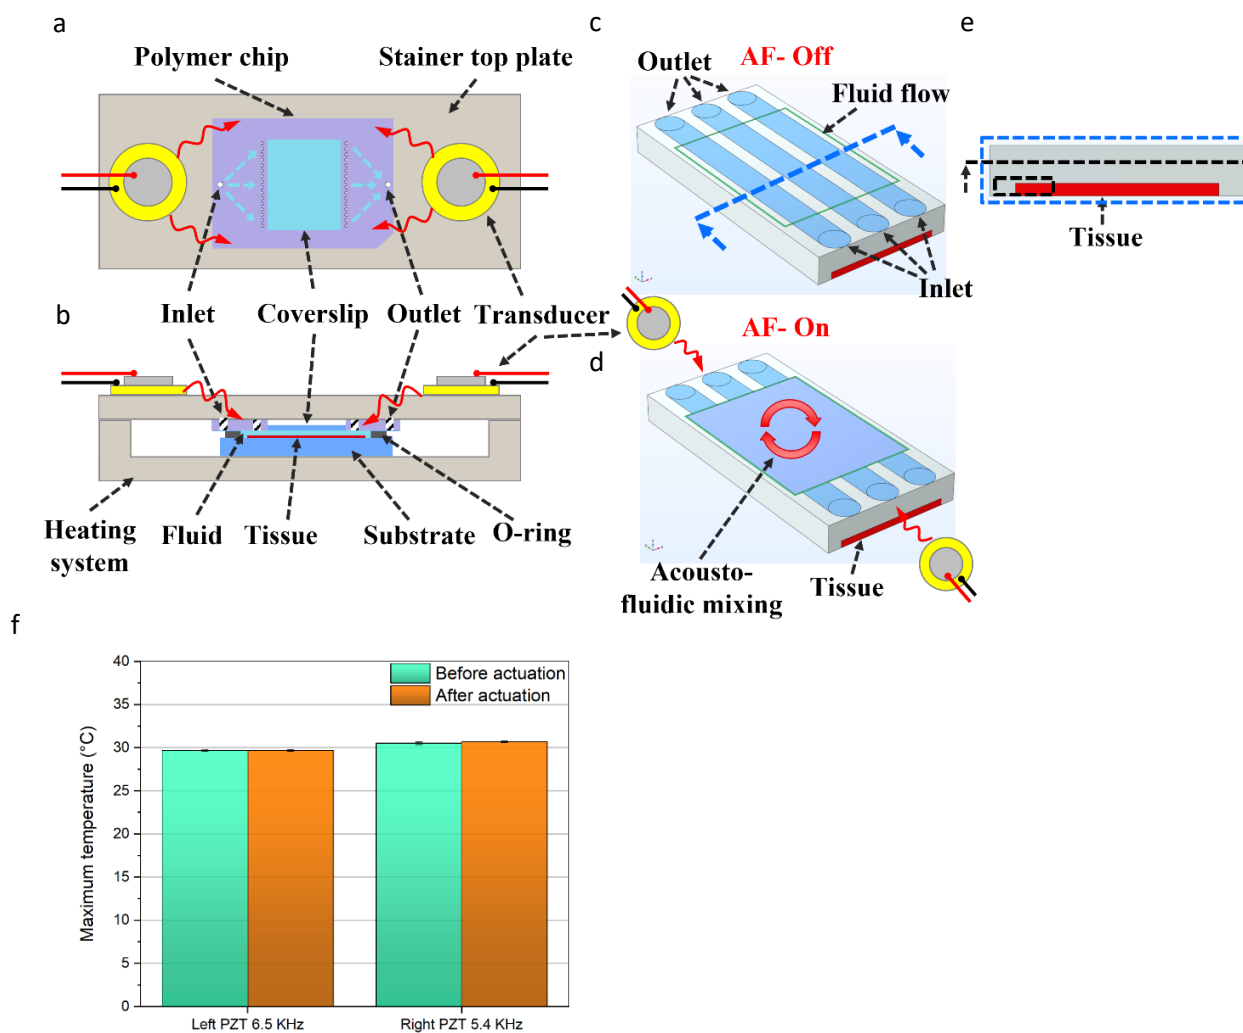 a
Polymer chip
Stainer top plate
c
Outlet
AF- Off
Fluid flow
Inlet
e
Tissue
b
Inlet
Coverslip
Outlet
Transducer
Heating
system
Fluid
Tissue
Substrate
O-ring
d
AF- On
Acousto-
fluidic mixing
Tissue
f
Maximum temperature (°C)
40
35
30
25
20
15
10
5
0
Before actuation
After actuation
Left PZT 6.5 KHz
Right PZT 5.4 KHz